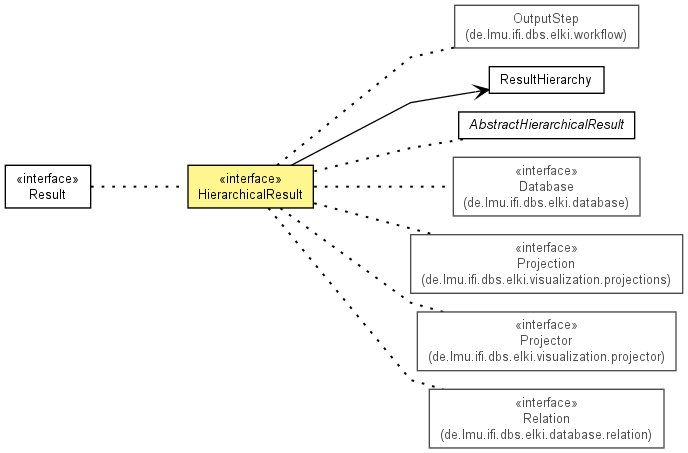 OutputStep
(de.lmu.ifi.dbs.elki.workflow)
ResultHierarchy
AbstractHierarchicalResult
«interface»
Result
«interface»
HierarchicalResult
«interface»
Database
(de.lmu.ifi.dbs.elki.database)
«interface»
Projection
(de.lmu.ifi.dbs.elki.visualization.projections)
«interface»
Projector
(de.lmu.ifi.dbs.elki.visualization.projector)
«interface»
Relation
(de.lmu.ifi.dbs.elki.database.relation)